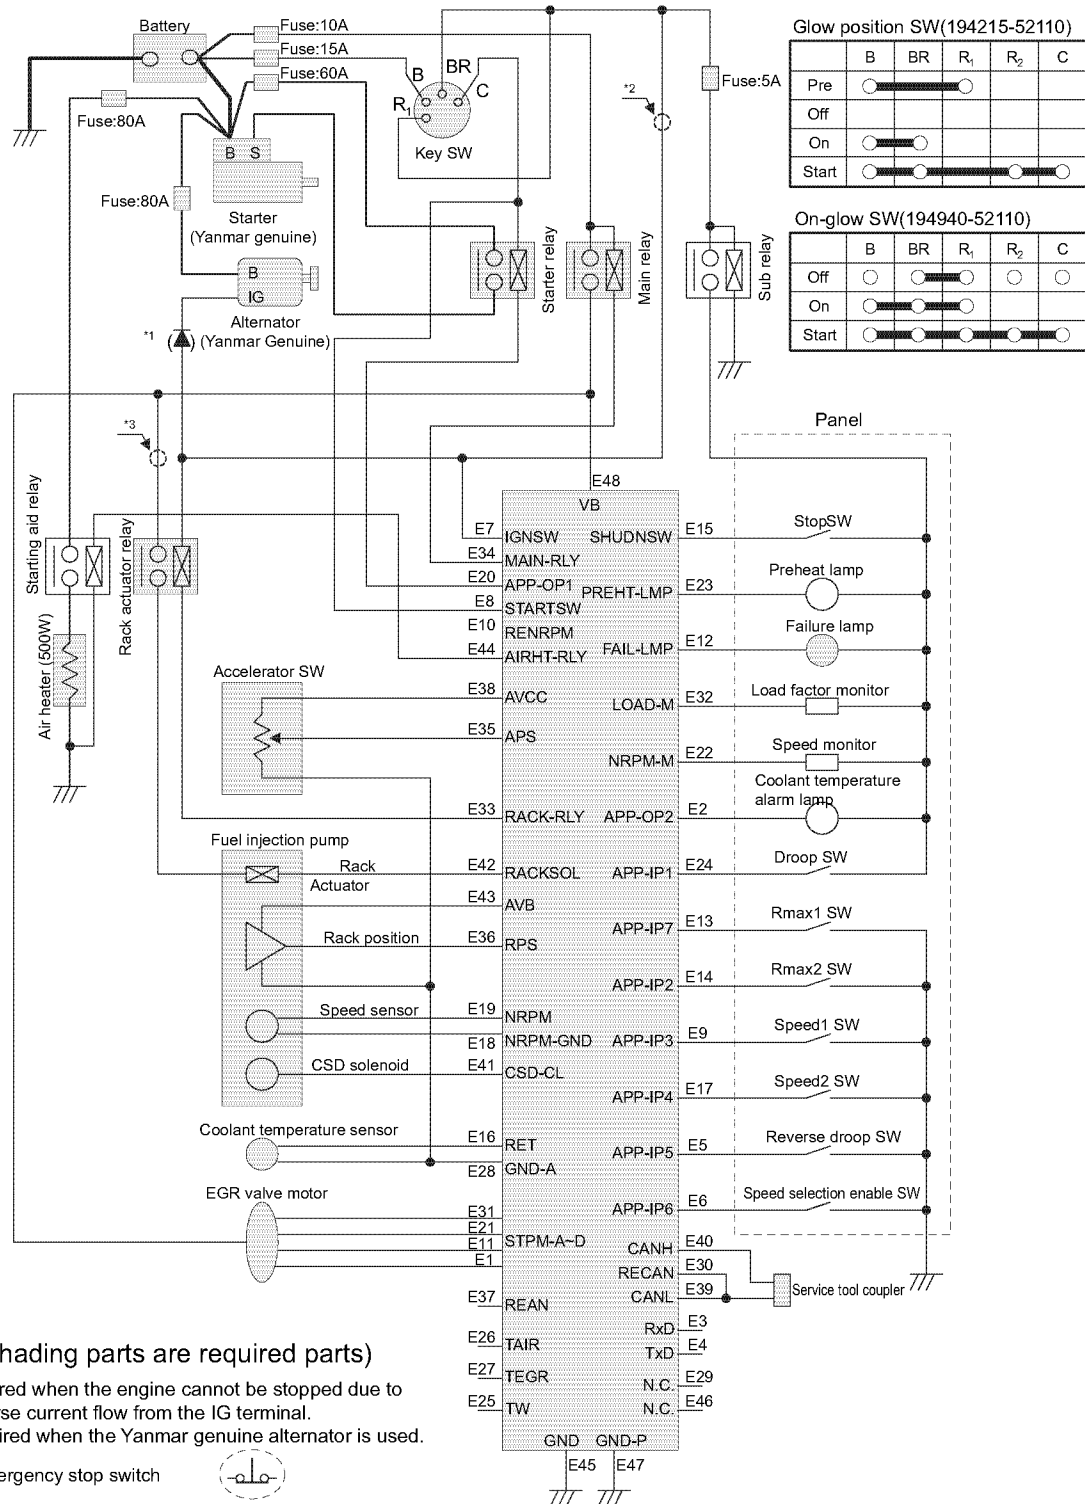 Battery
Fuse:10A
Fuse:15A
Fuse:60A
Fuse:80A
B BR C R1
Key SW
*2
Fuse:5A
Glow position SW(194215-52110)
B BR R1 R2 C
Pre
Off
On
Start
On-glow SW(194940-52110)
B BR R1 R2 C
Off
On
Start
B S
Fuse:80A
Starter
(Yanmar genuine)
B
IG
Alternator
(Yanmar Genuine)
*1
Starter relay
Main relay
Sub relay
*3
Panel
Starting aid relay
Rack actuator relay
Air heater (500W)
E48
VB
E7 IGNSW
E34 MAIN-RLY
E20 APP-OP1
E8 STARTSW
E10 RENRPM
E44 AIRHT-RLY
Accelerator SW
E38 AVCC
E35 APS
E33 RACK-RLY
Fuel injection pump
Rack Actuator
E42 RACKSOL
E43 AVB
Rack position
E36 RPS
Speed sensor
E19 NRPM
E18 NRPM-GND
CSD solenoid
E41 CSD-CL
Coolant temperature sensor
E16 RET
E28 GND-A
EGR valve motor
E31
E21
E11
E1
STPM-A~D
E37 REAN
E26 TAIR
E27 TEGR
E25 TW
SHUDNSW E15 StopSW
PREHT-LMP E23 Preheat lamp
FAIL-LMP E12 Failure lamp
LOAD-M E32 Load factor monitor
NRPM-M E22 Speed monitor
APP-OP2 E2 Coolant temperature alarm lamp
APP-IP1 E24 Droop SW
APP-IP7 E13 Rmax1 SW
APP-IP2 E14 Rmax2 SW
APP-IP3 E9 Speed1 SW
APP-IP4 E17 Speed2 SW
APP-IP5 E5 Reverse droop SW
APP-IP6 E6 Speed selection enable SW
CANH E40
RECAN E30
CANL E39
Service tool coupler
RxD E3
TxD E4
N.C. E29
N.C. E46
GND GND-P
E45 E47
hading parts are required parts)
red when the engine cannot be stopped due to
rse current flow from the IG terminal.
ired when the Yanmar genuine alternator is used.
ergency stop switch